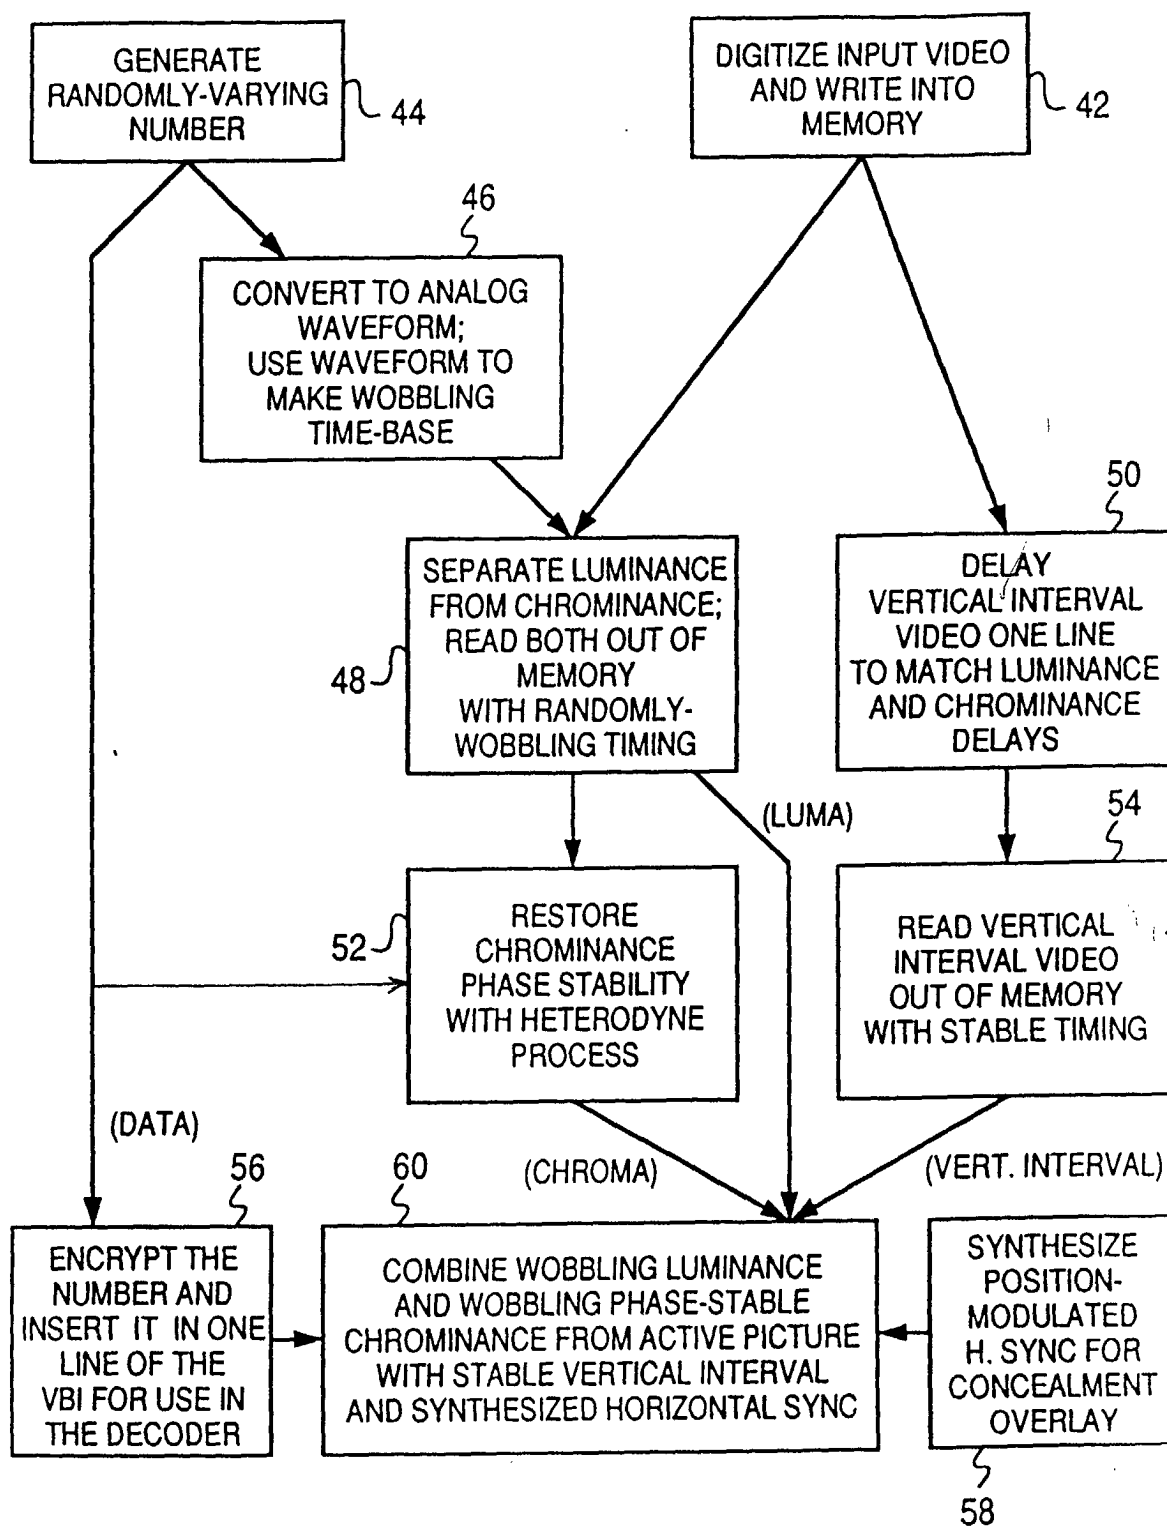 GENERATE
RANDOMLY-VARYING
NUMBER
44
DIGITIZE INPUT VIDEO
AND WRITE INTO
MEMORY
42
46
CONVERT TO ANALOG
WAVEFORM;
USE WAVEFORM TO
MAKE WOBBLING
TIME-BASE
48
SEPARATE LUMINANCE
FROM CHROMINANCE;
READ BOTH OUT OF
MEMORY
WITH RANDOMLY-
WOBBLING TIMING
50
DELAY
VERTICAL INTERVAL
VIDEO ONE LINE
TO MATCH LUMINANCE
AND CHROMINANCE
DELAYS
(LUMA)
52
RESTORE
CHROMINANCE
PHASE STABILITY
WITH HETERODYNE
PROCESS
54
READ VERTICAL
INTERVAL VIDEO
OUT OF MEMORY
WITH STABLE TIMING
(DATA)
(CHROMA)
(VERT. INTERVAL)
56
ENCRYPT THE
NUMBER AND
INSERT IT IN ONE
LINE OF THE
VBI FOR USE IN
THE DECODER
60
COMBINE WOBBLING LUMINANCE
AND WOBBLING PHASE-STABLE
CHROMINANCE FROM ACTIVE PICTURE
WITH STABLE VERTICAL INTERVAL
AND SYNTHESIZED HORIZONTAL SYNC
SYNTHESIZE
POSITION-
MODULATED
H. SYNC FOR
CONCEALMENT
OVERLAY
58